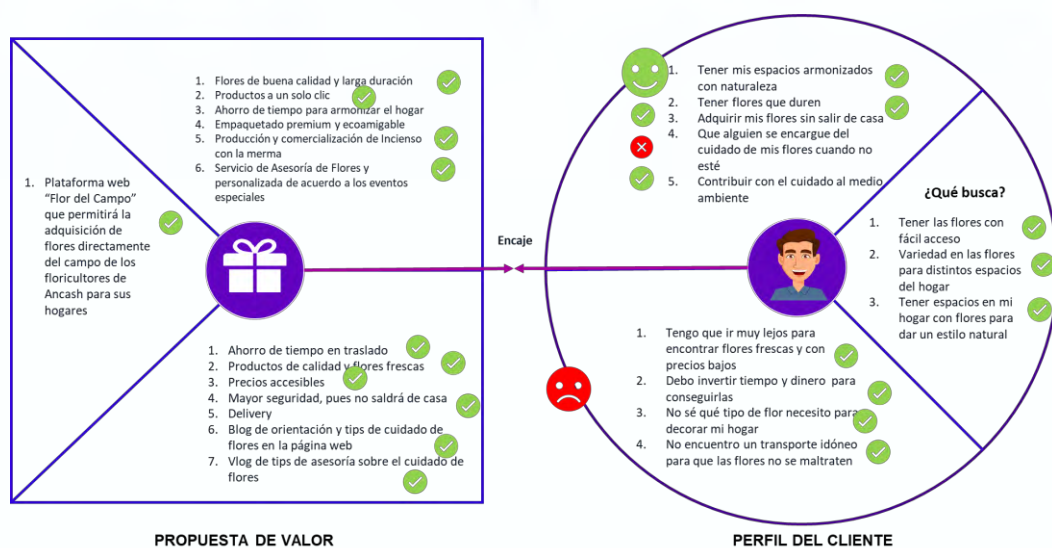 1. Flores de buena calidad y larga duración
2. Productos a un solo clic
3. Ahorro de tiempo para armonizar el hogar
4. Empaquetado premium y ecoamigable
5. Producción y comercialización de Incienso
con la merma
6. Servicio de Asesoría de Flores y
personalizada de acuerdo a los eventos
especiales
1. Plataforma web
“Flor del Campo”
que permitirá la
adquisición de
flores directamente
del campo de los
floricultores de
Ancash para sus
hogares
1. Ahorro de tiempo en traslado
2. Productos de calidad y flores frescas
3. Precios accesibles
4. Mayor seguridad, pues no saldrá de casa
5. Delivery
6. Blog de orientación y tips de cuidado de
flores en la página web
7. Vlog de tips de asesoría sobre el cuidado de
flores
Encaje
1. Tener mis espacios armonizados
con naturaleza
2. Tener flores que duren
3. Adquirir mis flores sin salir de casa
4. Que alguien se encargue del
cuidado de mis flores cuando no
esté
5. Contribuir con el cuidado al medio
ambiente
¿Qué busca?
1. Tener las flores con
fácil acceso
2. Variedad en las flores
para distintos espacios
del hogar
3. Tener espacios en mi
hogar con flores para
dar un estilo natural
1. Tengo que ir muy lejos para
encontrar flores frescas y con
precios bajos
2. Debo invertir tiempo y dinero para
conseguirlas
3. No sé qué tipo de flor necesito para
decorar mi hogar
4. No encuentro un transporte idóneo
para que las flores no se maltraten
PROPUESTA DE VALOR
PERFIL DEL CLIENTE